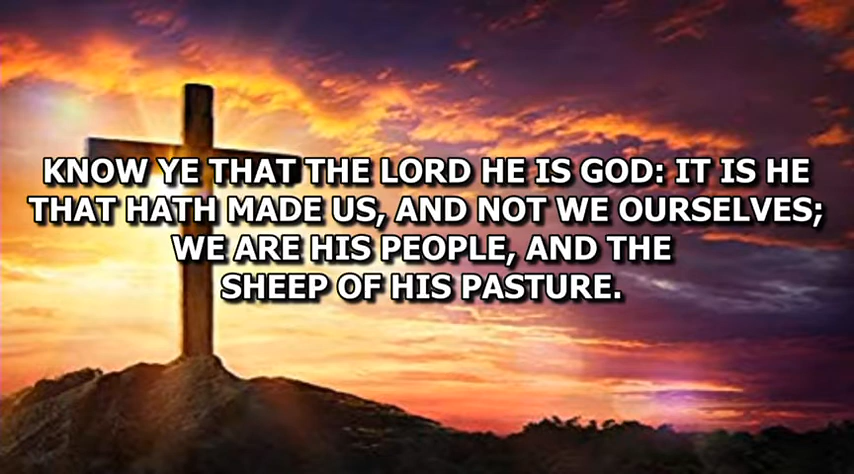 KNOW YE THAT THE LORD HE IS GOD: IT IS HE
THAT HATH MADE US, AND NOT WE OURSELVES;
WE ARE HIS PEOPLE, AND THE
SHEEP OF HIS PASTURE.